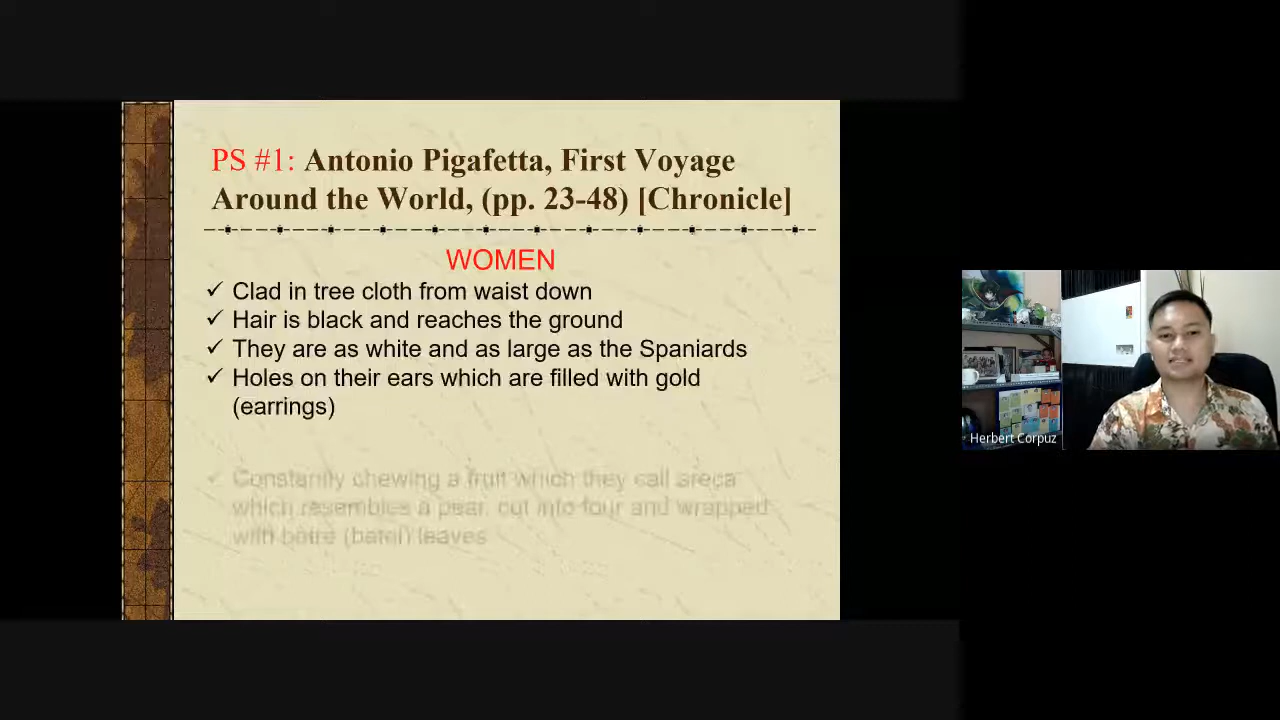 PS #1: Antonio Pigafetta, First Voyage
Around the World, (pp. 23-48) [Chronicle]
WOMEN
✓ Clad in tree cloth from waist down
✓ Hair is black and reaches the ground
✓ They are as white and as large as the Spaniards
✓ Holes on their ears which are filled with gold
(earrings)
✓ Constantly chewing a fruit which they call areca
which resembles a pear, cut into four and wrapped
with leaves
Herbert Corpuz